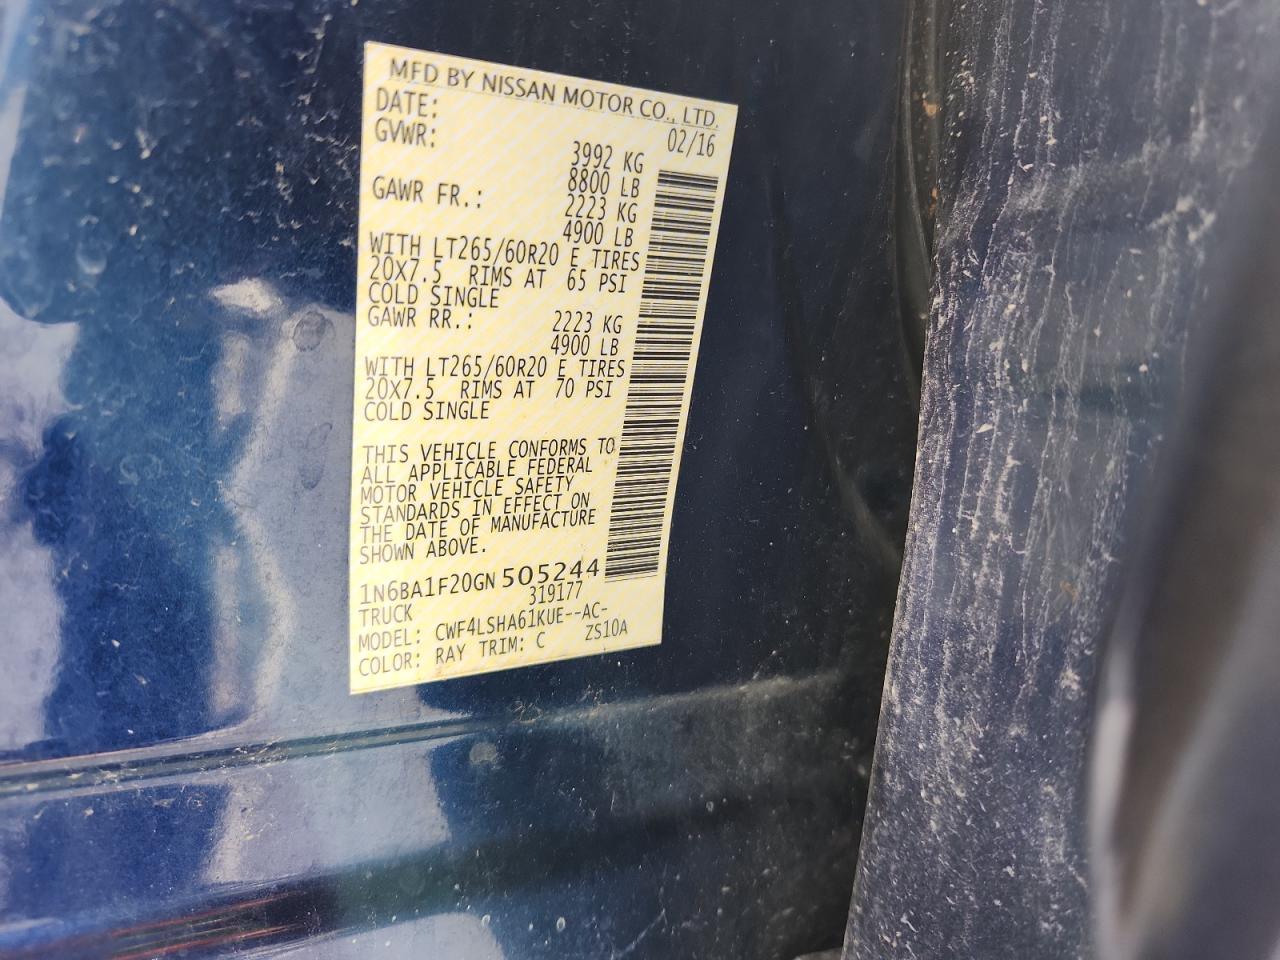 MFD BY NISSAN MOTOR CO., LTD.
DATE: 02/16
GVWR: 3992 KG
8800 LB
GAWR FR.: 2223 KG
4900 LB
WITH LT265/60R20 E TIRES
20X7.5 RIMS AT 65 PSI
COLD SINGLE
GAWR RR.: 2223 KG
4900 LB
WITH LT265/60R20 E TIRES
20X7.5 RIMS AT 70 PSI
COLD SINGLE
THIS VEHICLE CONFORMS TO
ALL APPLICABLE FEDERAL
MOTOR VEHICLE SAFETY
STANDARDS IN EFFECT ON
THE DATE OF MANUFACTURE
SHOWN ABOVE.
1N6BA1F20GN505244
TRUCK 319177
MODEL: CWF4LSHA61KUE--AC-
COLOR: RAY TRIM: C ZS10A